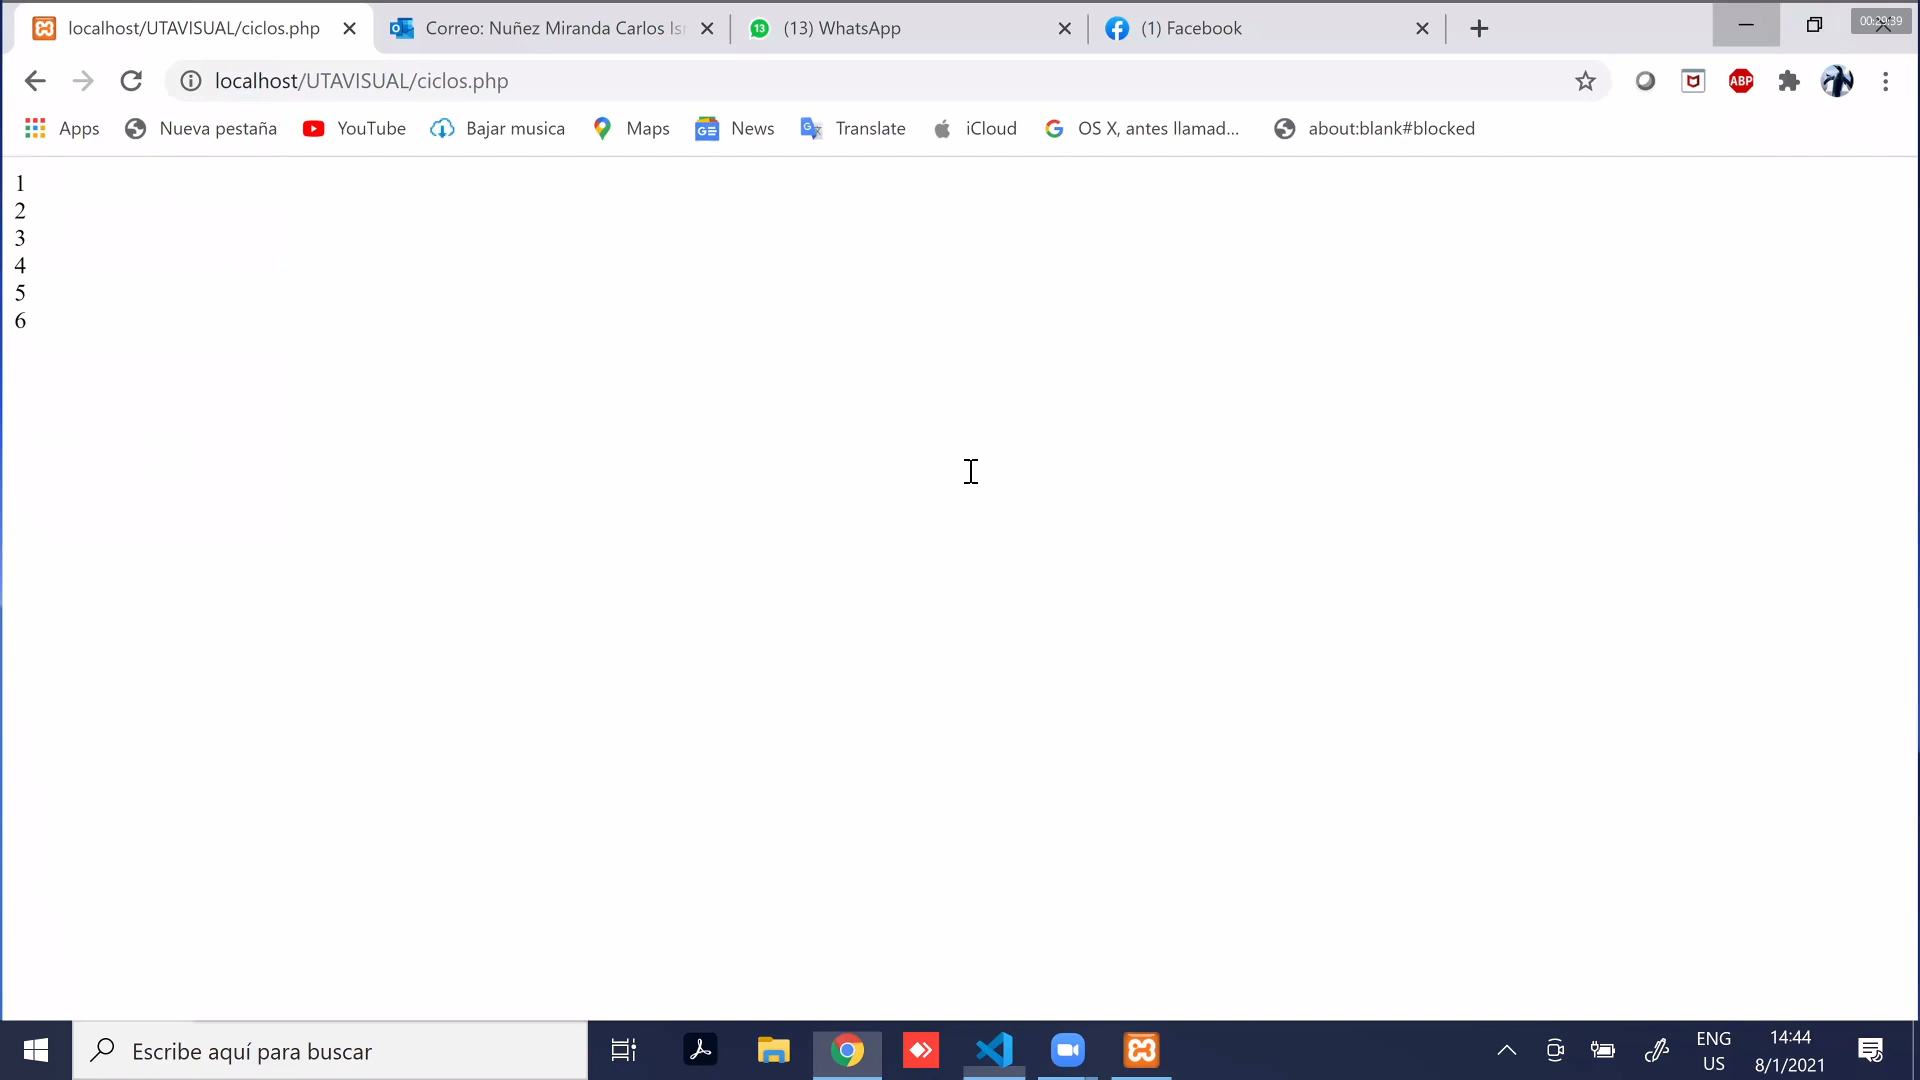 localhost/UTAVISUAL/ciclos.php
Correo: Nuñez Miranda Carlos Is
13
(13) WhatsApp
(1) Facebook
00:29:39
localhost/UTAVISUAL/ciclos.php
ABP
Apps
Nueva pestaña
YouTube
Bajar musica
Maps
News
Translate
iCloud
OS X, antes llamad...
about:blank#blocked
1
2
3
4
5
6
Escribe aquí para buscar
ENG
US
14:44
8/1/2021